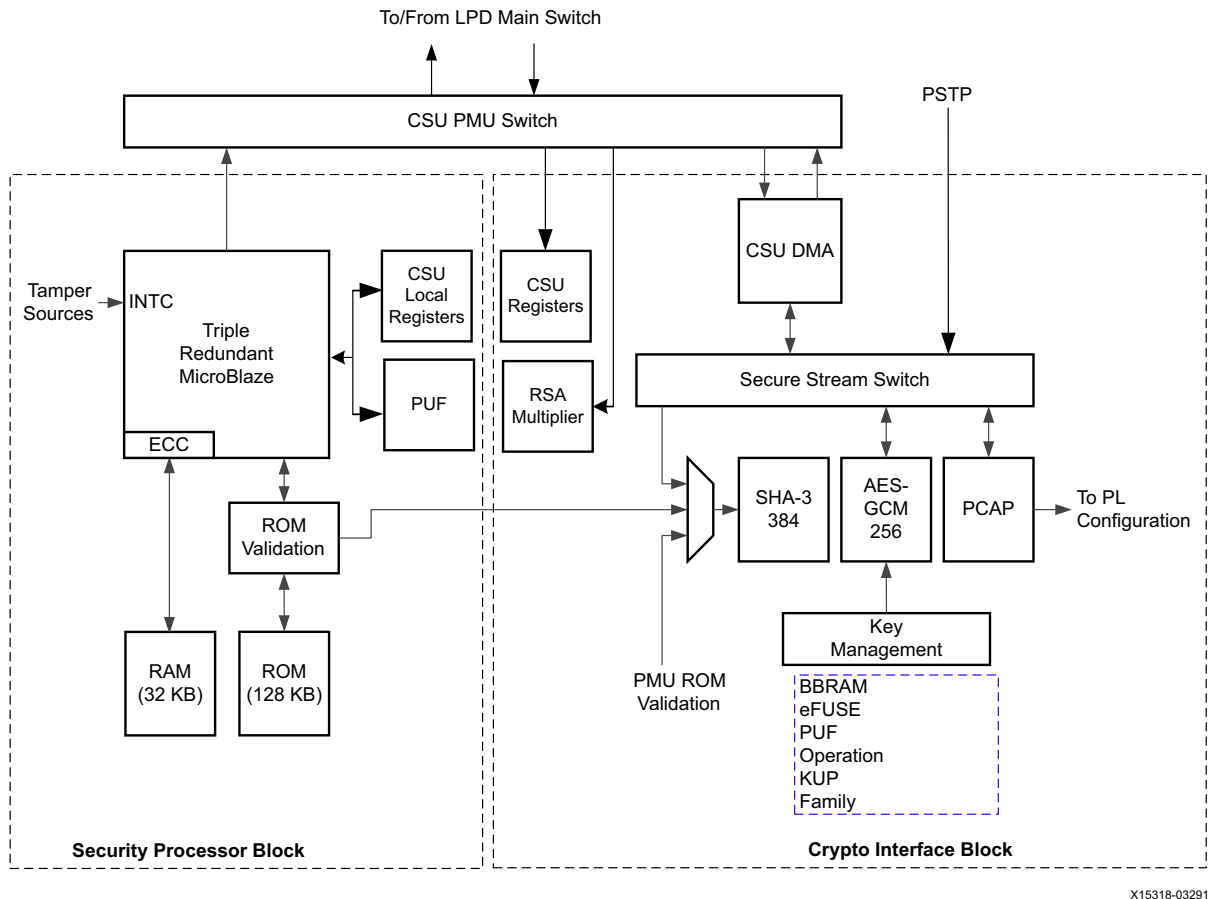 To/From LPD Main Switch
CSU PMU Switch
PSTP
Tamper
Sources
INTC
Triple
Redundant
MicroBlaze
ECC
CSU
Local
Registers
PUF
ROM
Validation
RAM
(32 KB)
ROM
(128 KB)
Security Processor Block
CSU
Registers
RSA
Multiplier
CSU DMA
Secure Stream Switch
SHA-3
384
AES-
GCM
256
PCAP
To PL
Configuration
Key
Management
PMU ROM
Validation
BBRAM
eFUSE
PUF
Operation
KUP
Family
Crypto Interface Block
X15318-03291